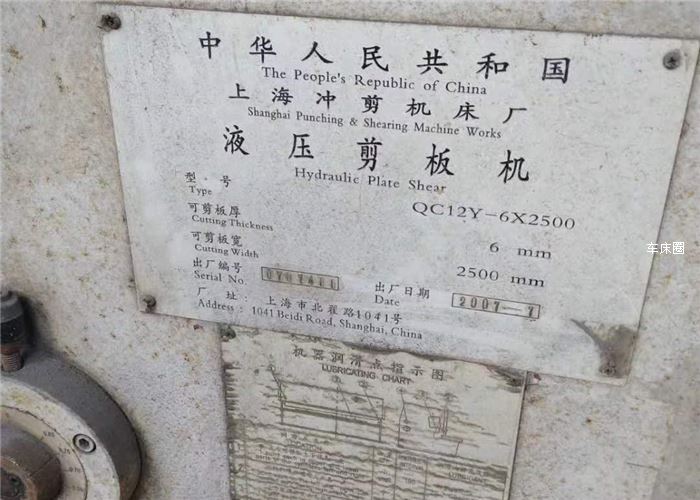 中华人民共和国
The People's Republic of China
上海冲剪机床厂
Shanghai Punching & Shearing Machine Works
液压剪板机
Hydraulic Plate Shear
型号 QC12Y-6X2500
Type
可剪板厚 6 mm
Cutting Thickness
可剪板宽 2500 mm
Cutting Width
出厂编号 出厂日期 2007-7
Serial No. Date
厂址: 上海市北翟路1041号
Address: 1041 Beidi Road, Shanghai, China
车床圈
机器润滑点指示图
LUBRICATING CHART